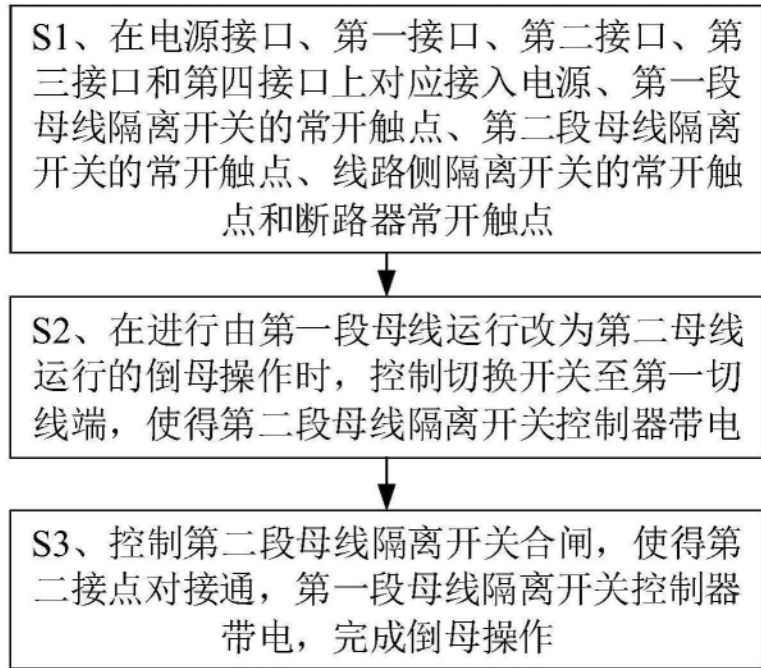 S1、在电源接口、第一接口、第二接口、第
三接口和第四接口上对应接入电源、第一段
母线隔离开关的常开触点、第二段母线隔离
开关的常开触点、线路侧隔离开关的常开触
点和断路器常开触点
S2、在进行由第一段母线运行改为第二母线
运行的倒母操作时，控制切换开关至第一切
线端，使得第二段母线隔离开关控制器带电
S3、控制第二段母线隔离开关合闸，使得第
二接点对接通，第一段母线隔离开关控制器
带电，完成倒母操作